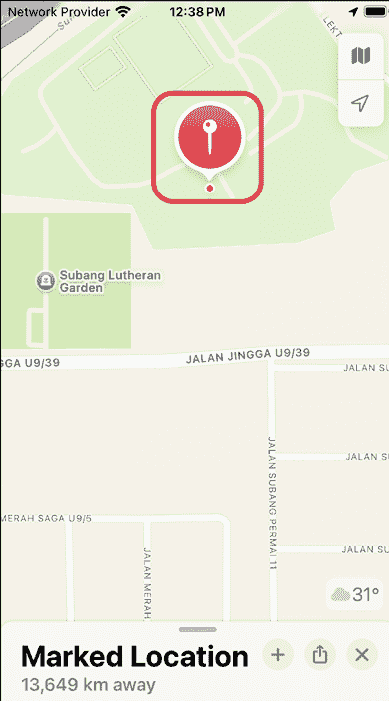 Network Provider
12:38 PM
Su
LEKT
Subang Lutheran
Garden
GGA U9/39
JALAN JINGGA U9/39
JALAN SU
JALAN SUBANG PERMAI 11
JALAN SU
MERAH SAGA U9/5
JALAN MERAH
JALAN SU
31°
Marked Location
13,649 km away